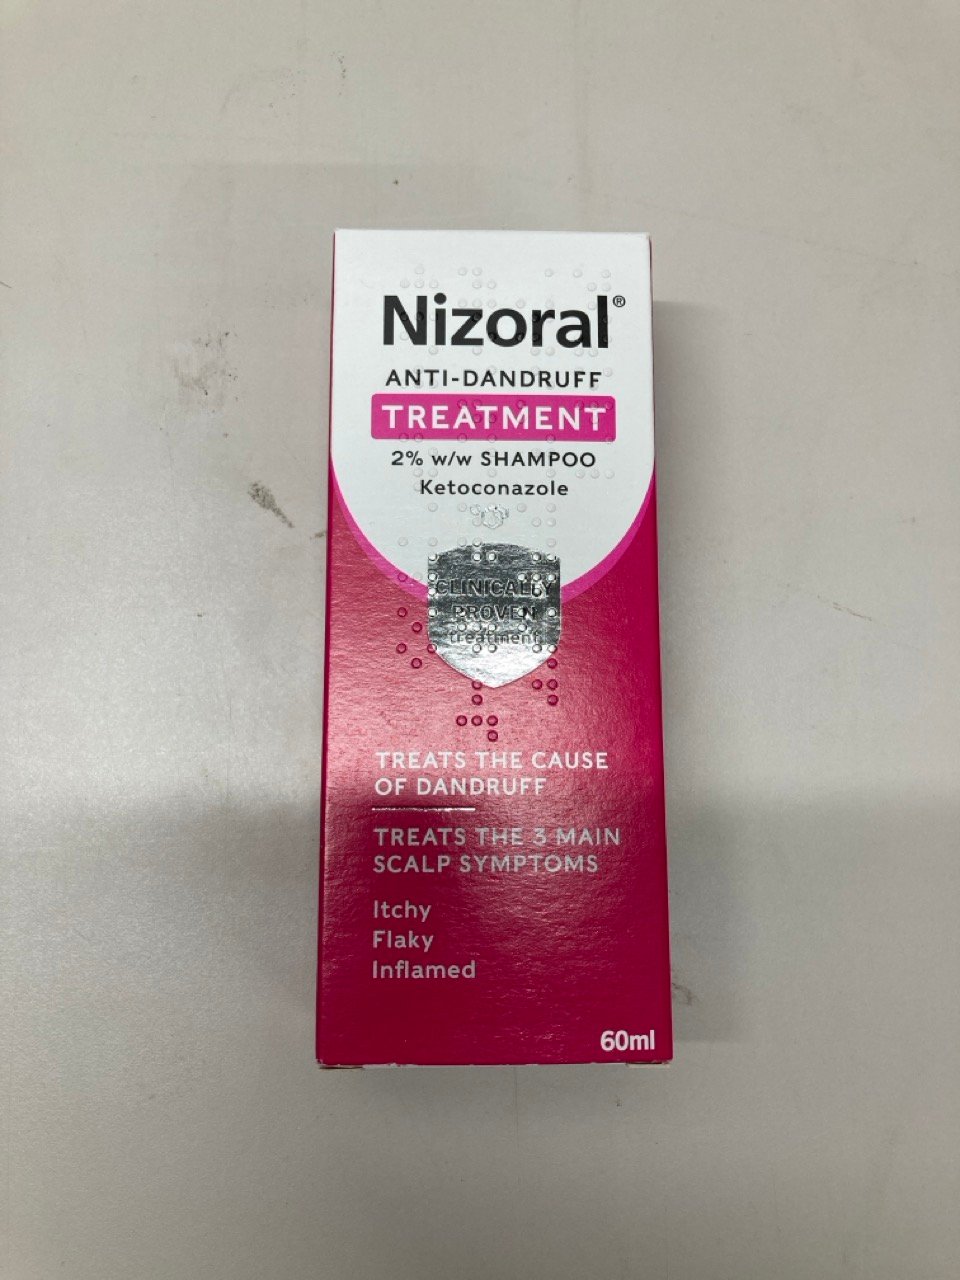 Nizoral®
ANTI-DANDRUFF
TREATMENT
2% w/w SHAMPOO
Ketoconazole
CLINICALLY
PROVEN
treatment
TREATS THE CAUSE
OF DANDRUFF
TREATS THE 3 MAIN
SCALP SYMPTOMS
Itchy
Flaky
Inflamed
60ml